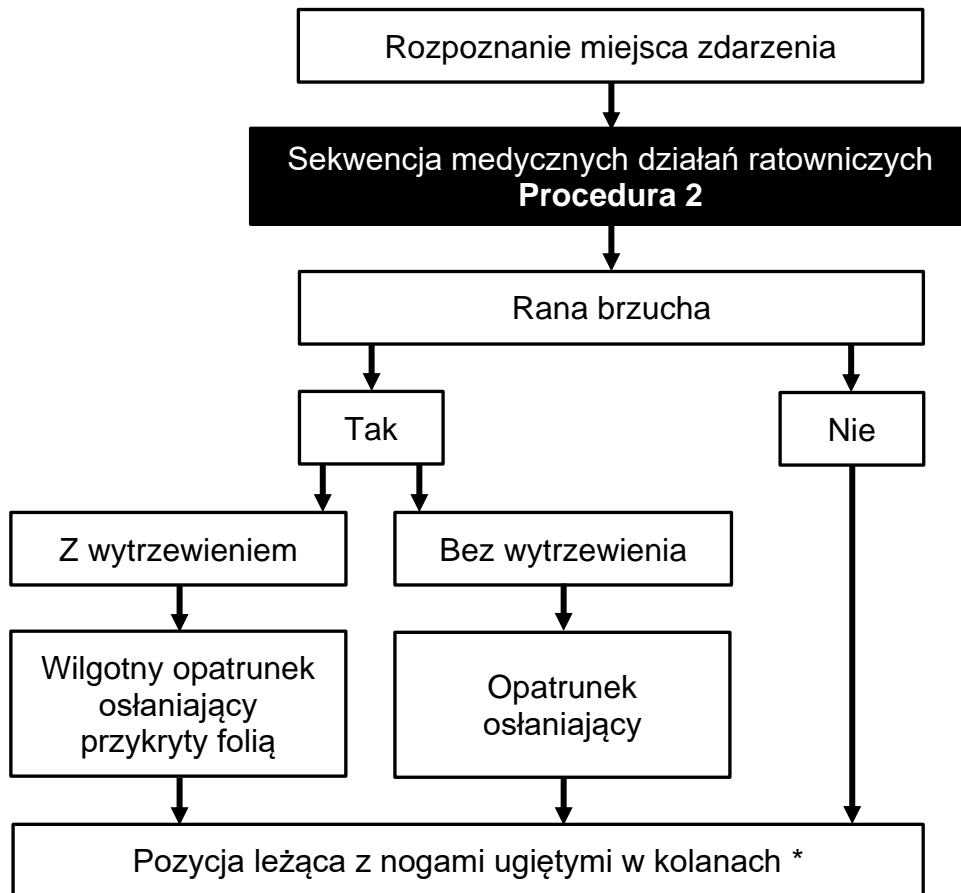 Rozpoznanie miejsca zdarzenia
Sekwencja medycznych działań ratowniczych
Procedura 2
Rana brzucha
Tak
Nie
Z wytrzewieniem
Bez wytrzewienia
Wilgotny opatrunek
osłaniający
przykryty folią
Opatrunek
osłaniający
Pozycja leżąca z nogami ugiętymi w kolanach *